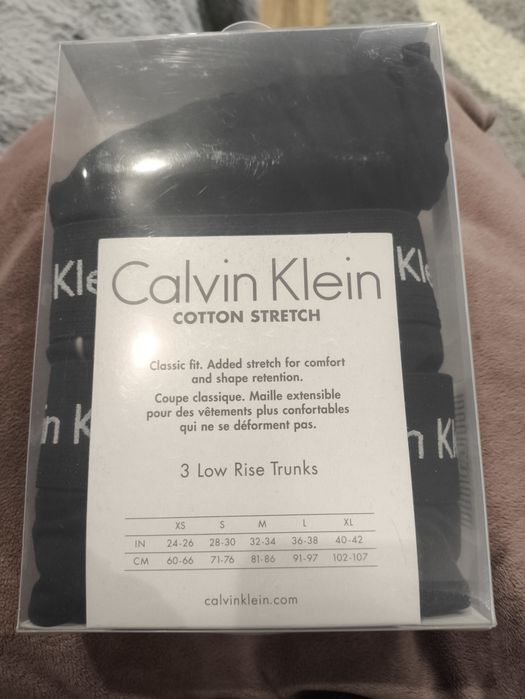 Kle
Kle
Calvin Klein
COTTON STRETCH
Classic fit. Added stretch for comfort
and shape retention.
Coupe classique. Maille extensible
pour des vêtements plus confortables
qui ne se déforment pas.
n K
n Kl
3 Low Rise Trunks
XS S M L XL
IN 24-26 28-30 32-34 36-38 40-42
CM 60-66 71-76 81-86 91-97 102-107
calvinklein.com